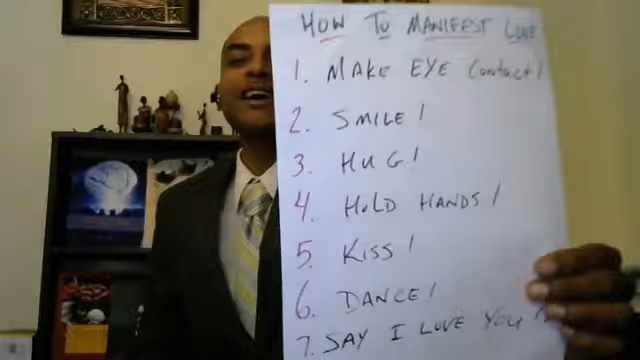 HOW TO MANIFEST LOVE
1. MAKE EYE Contact!
2. SMILE!
3. HUG!
4. HOLD HANDS!
5. KISS!
6. DANCE!
7. SAY I LOVE YOU